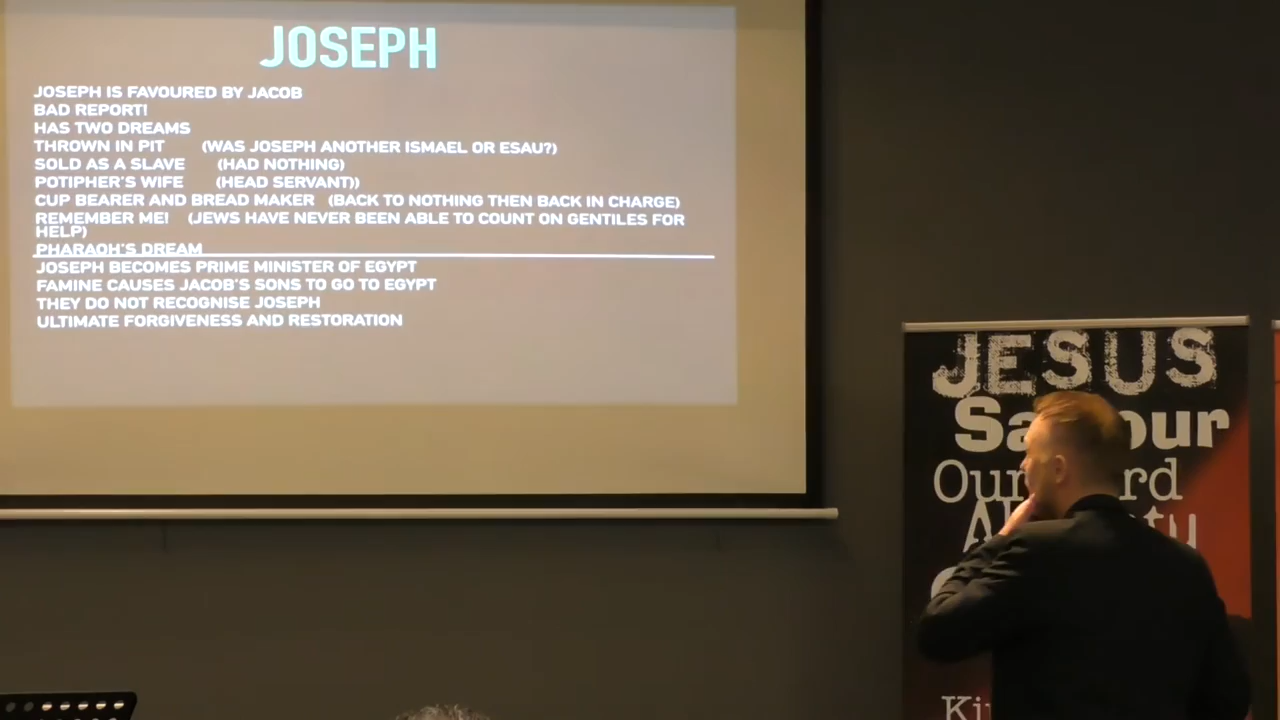 JOSEPH
JOSEPH IS FAVOURED BY JACOB
BAD REPORT!
HAS TWO DREAMS
THROWN IN PIT (WAS JOSEPH ANOTHER ISMAEL OR ESAU?)
SOLD AS A SLAVE (HAD NOTHING)
POTIPHER'S WIFE (HEAD SERVANT))
CUP BEARER AND BREAD MAKER (BACK TO NOTHING THEN BACK IN CHARGE)
REMEMBER ME! (JEWS HAVE NEVER BEEN ABLE TO COUNT ON GENTILES FOR
HELP)
PHARAOH'S DREAM
JOSEPH BECOMES PRIME MINISTER OF EGYPT
FAMINE CAUSES JACOB'S SONS TO GO TO EGYPT
THEY DO NOT RECOGNISE JOSEPH
ULTIMATE FORGIVENESS AND RESTORATION
JESUS
Our